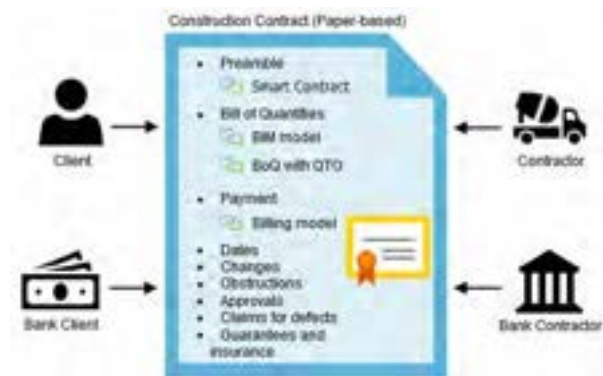 Construction Contract (Paper-based)
Preamble
Smart Contract
Bill of Quantities
BIM model
BoQ with QTO
Payment
Billing model
Dates
Changes
Obstructions
Approvals
Claims for defects
Guarantees and
insurance
Client
Contractor
Bank Client
Bank Contractor